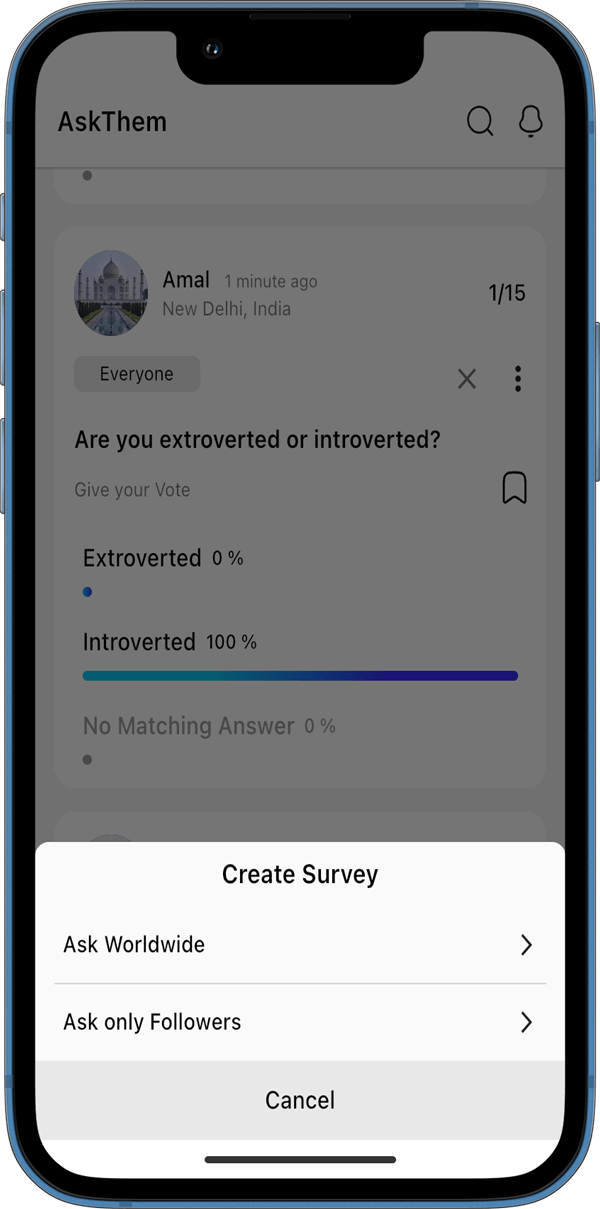 AskThem
Amal 1 minute ago
New Delhi, India
1/15
Everyone
Are you extroverted or introverted?
Give your Vote
Extroverted 0 %
Introverted 100 %
No Matching Answer 0 %
Create Survey
Ask Worldwide
Ask only Followers
Cancel